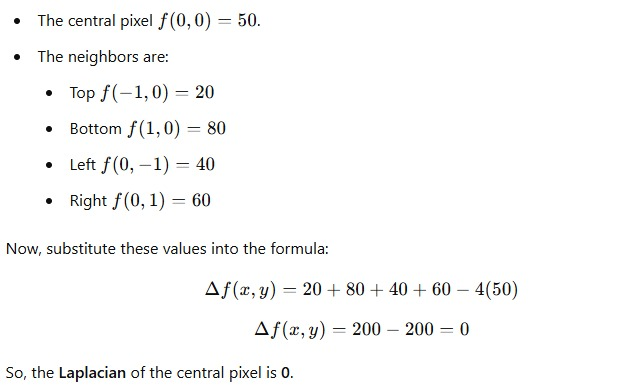 • The central pixel f(0, 0) = 50.
• The neighbors are:
• Top f(−1, 0) = 20
• Bottom f(1, 0) = 80
• Left f(0, −1) = 40
• Right f(0, 1) = 60
Now, substitute these values into the formula:
Δf(x, y) = 20 + 80 + 40 + 60 − 4(50)
Δf(x, y) = 200 − 200 = 0
So, the Laplacian of the central pixel is 0.